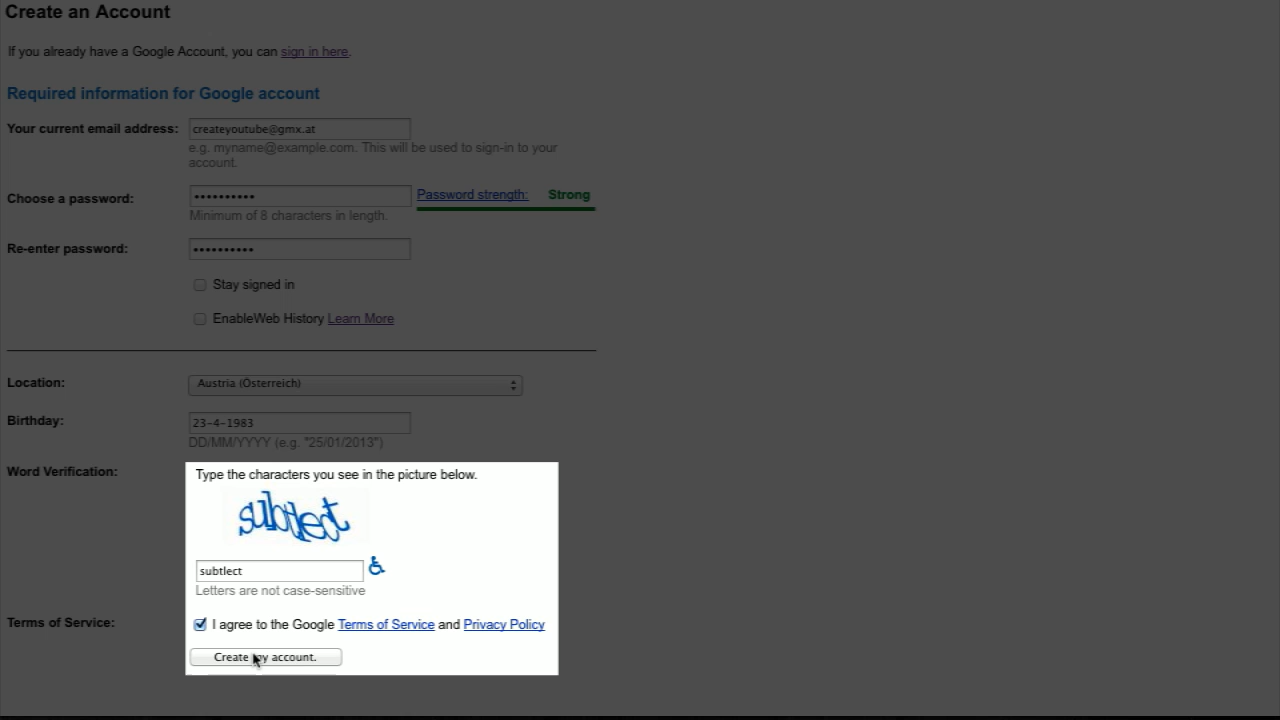 Create an Account
If you already have a Google Account, you can sign in here.
Required information for Google account
Your current email address: createyoutube@gmx.at
e.g. myname@example.com. This will be used to sign-in to your
account.
Choose a password: •••••••••• Password strength: Strong
Minimum of 8 characters in length.
Re-enter password: ••••••••••
Stay signed in
EnableWeb History Learn More
Location: Austria (Österreich)
Birthday: 23-4-1983
DD/MM/YYYY (e.g. "25/01/2013")
Word Verification: Type the characters you see in the picture below.
subtlect
subtlect
Letters are not case-sensitive
Terms of Service: I agree to the Google Terms of Service and Privacy Policy
Create my account.